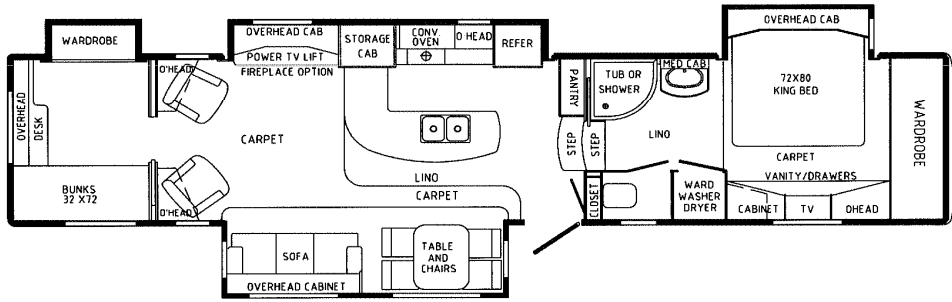 WARDROBE
OVERHEAD CAB
POWER TV LIFT
FIREPLACE OPTION
STORAGE
CAB
CONV.
OVEN
O HEAD
REFER
O'HEAD
OVERHEAD
DESK
BUNKS
32 X72
O'HEAD
CARPET
LINO
CARPET
SOFA
OVERHEAD CABINET
TABLE
AND
CHAIRS
PANTRY
STEP
STEP
TUB OR
SHOWER
MED CAB
LINO
CLOSET
WARD
WASHER
DRYER
OVERHEAD CAB
72X80
KING BED
CARPET
VANITY/DRAWERS
CABINET
TV
OHEAD
WARDROBE